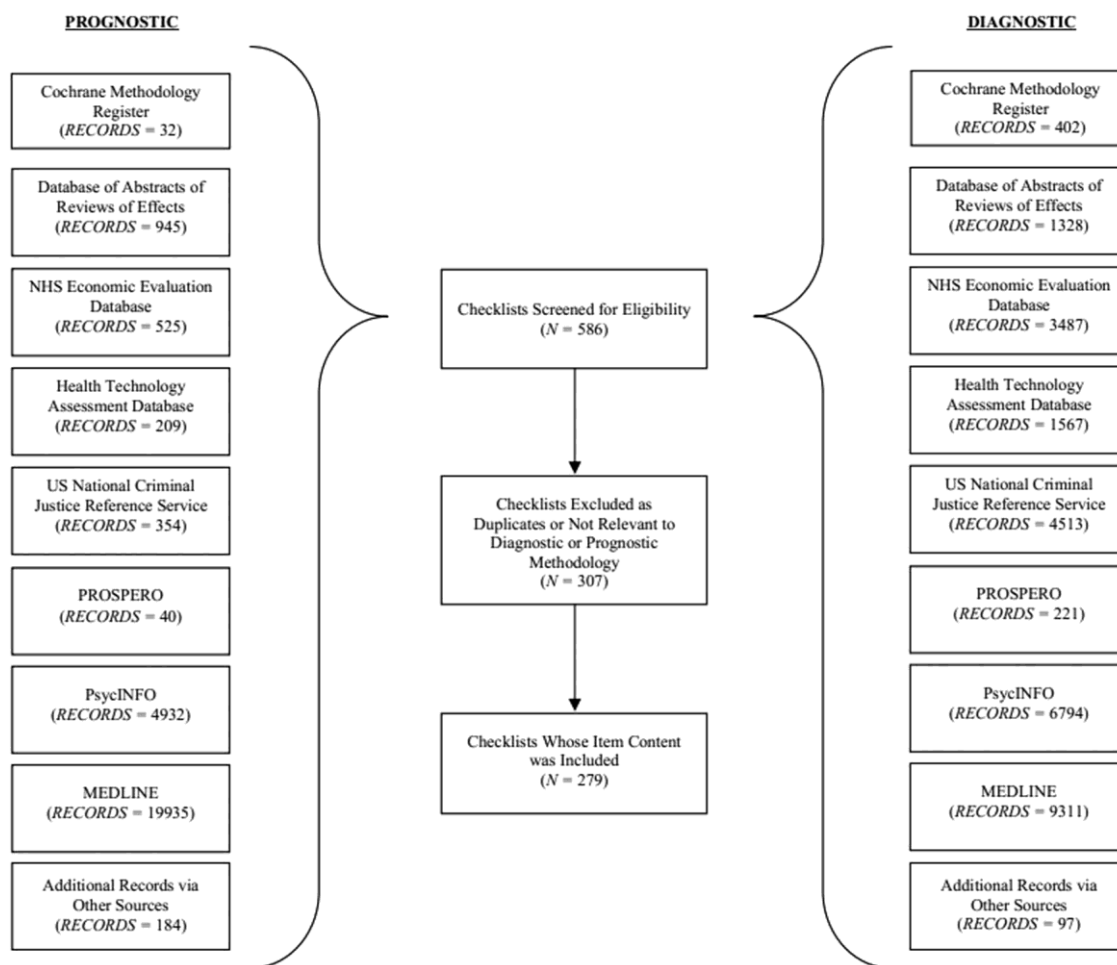 PROGNOSTIC
Cochrane Methodology
Register
(RECORDS = 32)
Database of Abstracts of
Reviews of Effects
(RECORDS = 945)
NHS Economic Evaluation
Database
(RECORDS = 525)
Health Technology
Assessment Database
(RECORDS = 209)
US National Criminal
Justice Reference Service
(RECORDS = 354)
PROSPERO
(RECORDS = 40)
PsycINFO
(RECORDS = 4932)
MEDLINE
(RECORDS = 19935)
Additional Records via
Other Sources
(RECORDS = 184)
Checklists Screened for Eligibility
(N = 586)
Checklists Excluded as
Duplicates or Not Relevant to
Diagnostic or Prognostic
Methodology
(N = 307)
Checklists Whose Item Content
was Included
(N = 279)
DIAGNOSTIC
Cochrane Methodology
Register
(RECORDS = 402)
Database of Abstracts of
Reviews of Effects
(RECORDS = 1328)
NHS Economic Evaluation
Database
(RECORDS = 3487)
Health Technology
Assessment Database
(RECORDS = 1567)
US National Criminal
Justice Reference Service
(RECORDS = 4513)
PROSPERO
(RECORDS = 221)
PsycINFO
(RECORDS = 6794)
MEDLINE
(RECORDS = 9311)
Additional Records via
Other Sources
(RECORDS = 97)